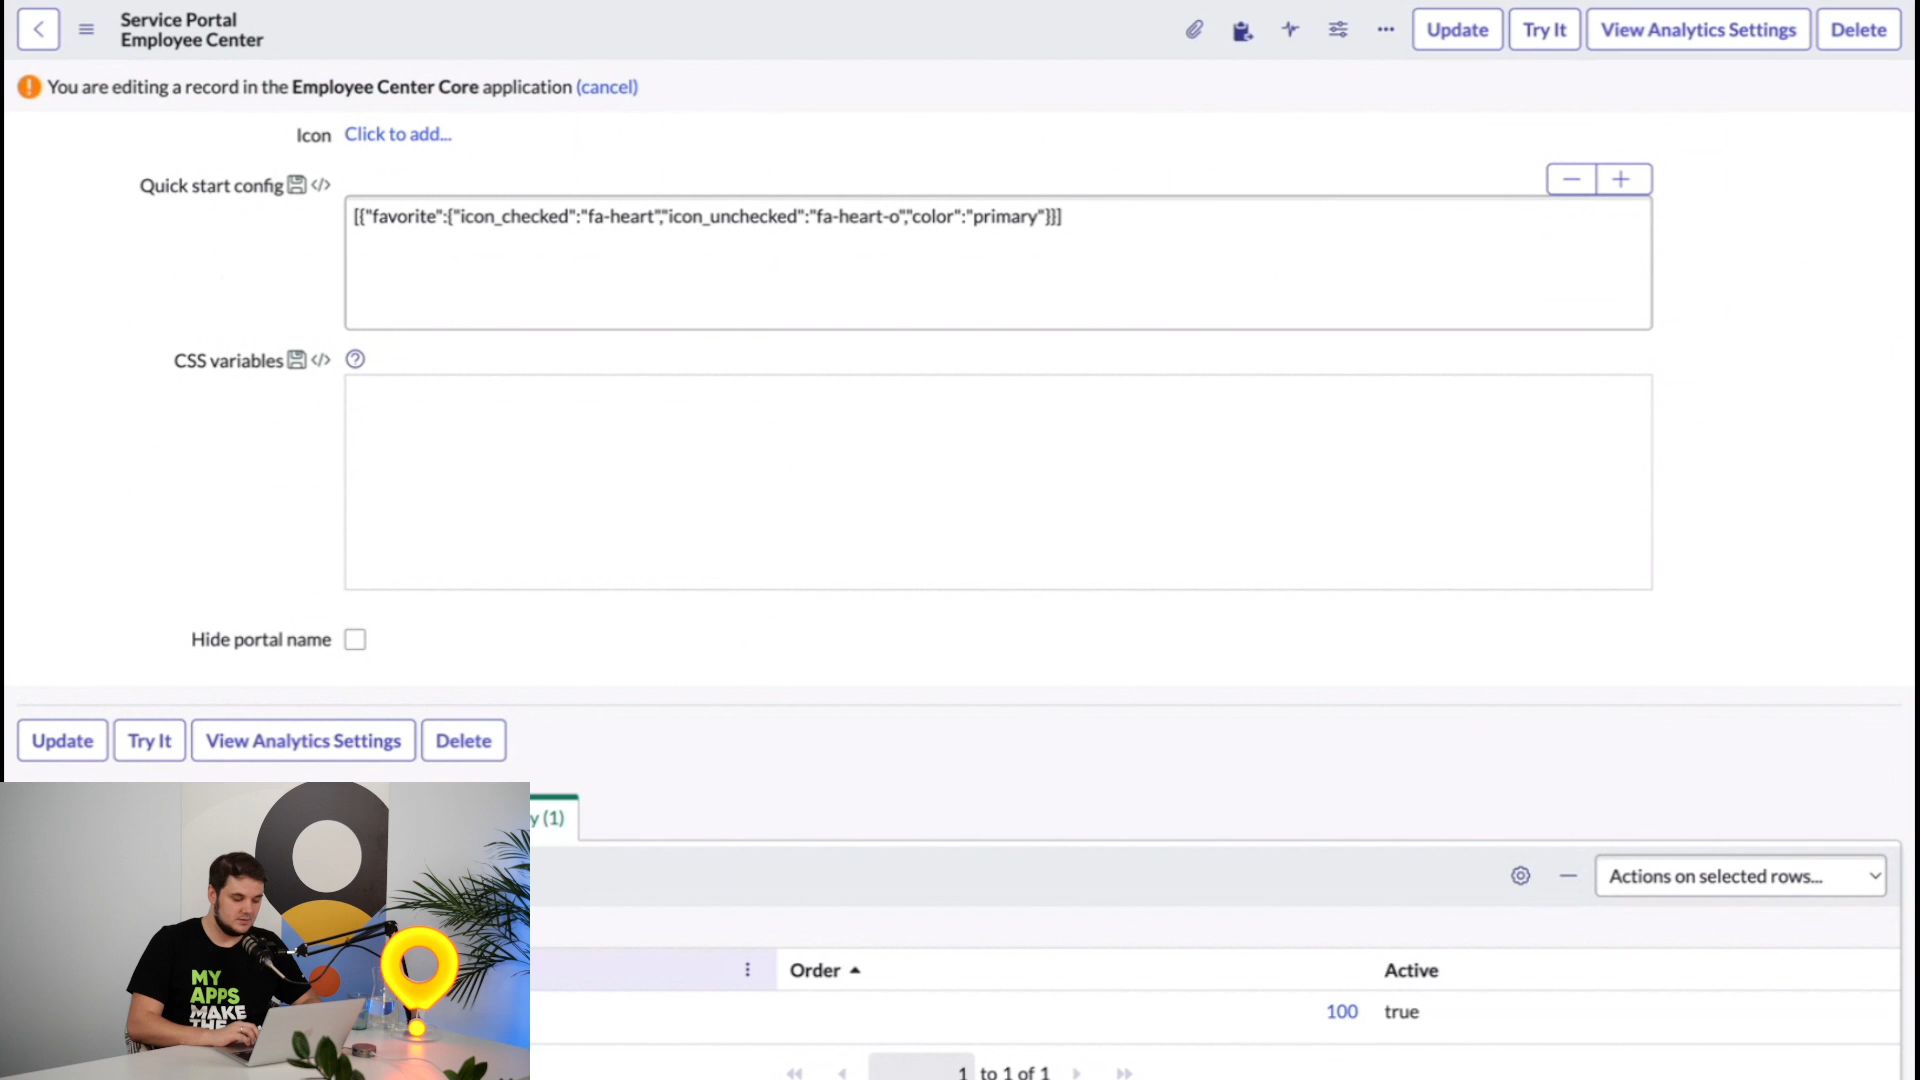 Service Portal
Employee Center
Update
Try It
View Analytics Settings
Delete
You are editing a record in the Employee Center Core application (cancel)
Icon
Click to add...
Quick start config
[{"favorite":{"icon_checked":"fa-heart","icon_unchecked":"fa-heart-o","color":"primary"}}]
CSS variables
Hide portal name
Update
Try It
View Analytics Settings
Delete
y (1)
Actions on selected rows...
Order
Active
100
true
1 to 1 of 1
MY
APPS
MAKE
THE